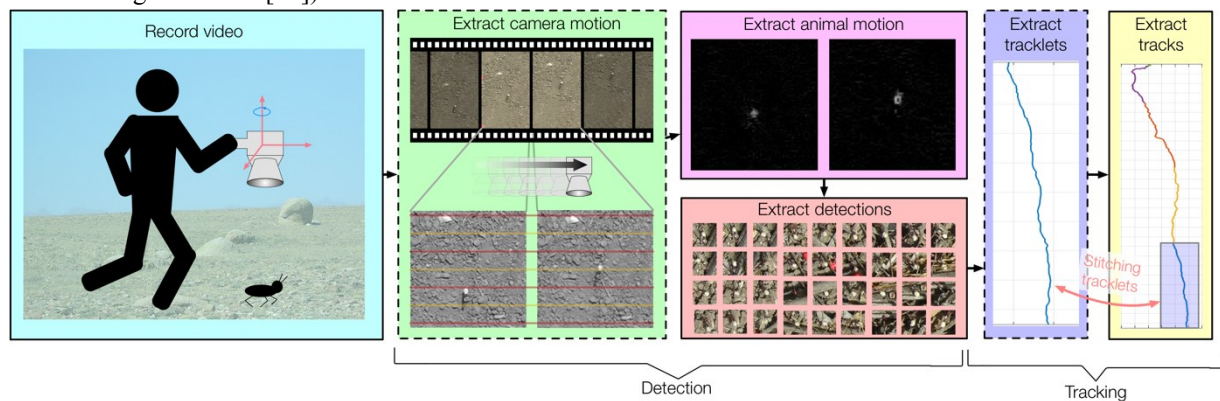 Record video
Extract camera motion
Extract animal motion
Extract detections
Extract
tracklets
Extract
tracks
Stitching
tracklets
Detection
Tracking